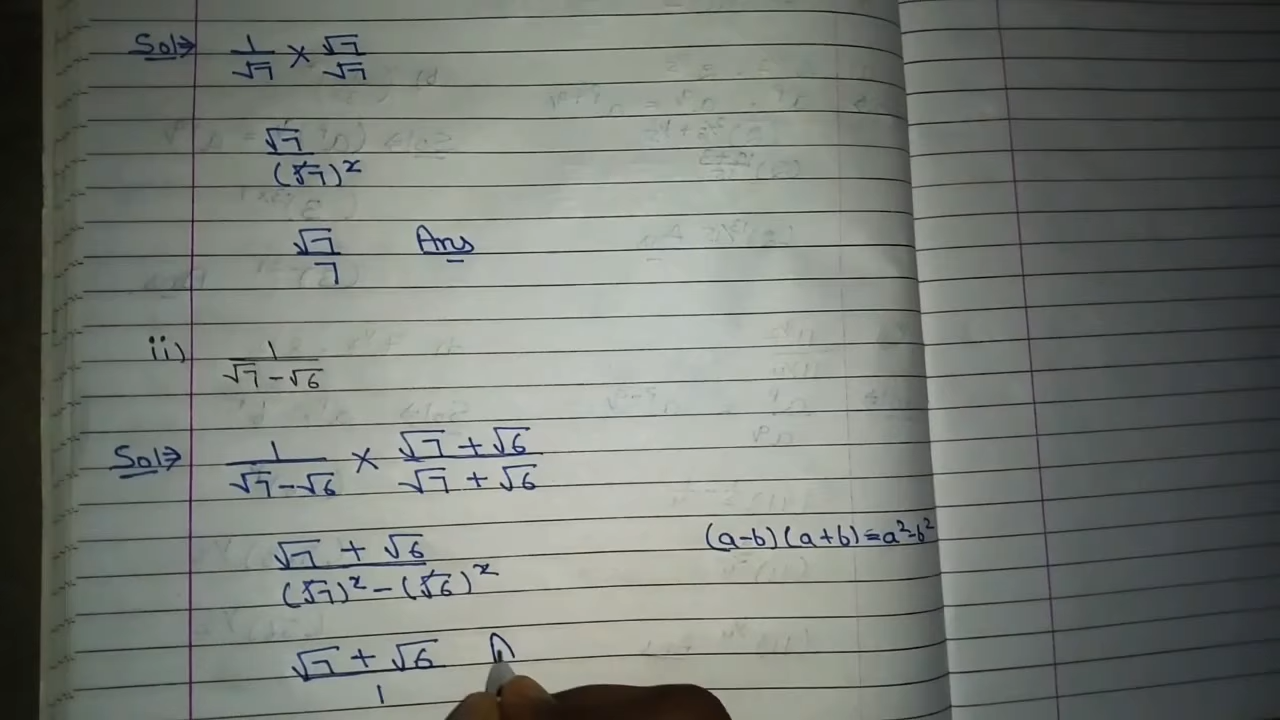 Sol⇒ 1/√7 × √7/√7
√7/(√7)²
√7/7 Ans
ii) 1/(√7-√6)
Sol⇒ 1/(√7-√6) × (√7+√6)/(√7+√6)
(√7+√6)/((√7)²-(√6)²) (a-b)(a+b)=a²-b²
(√7+√6)/1